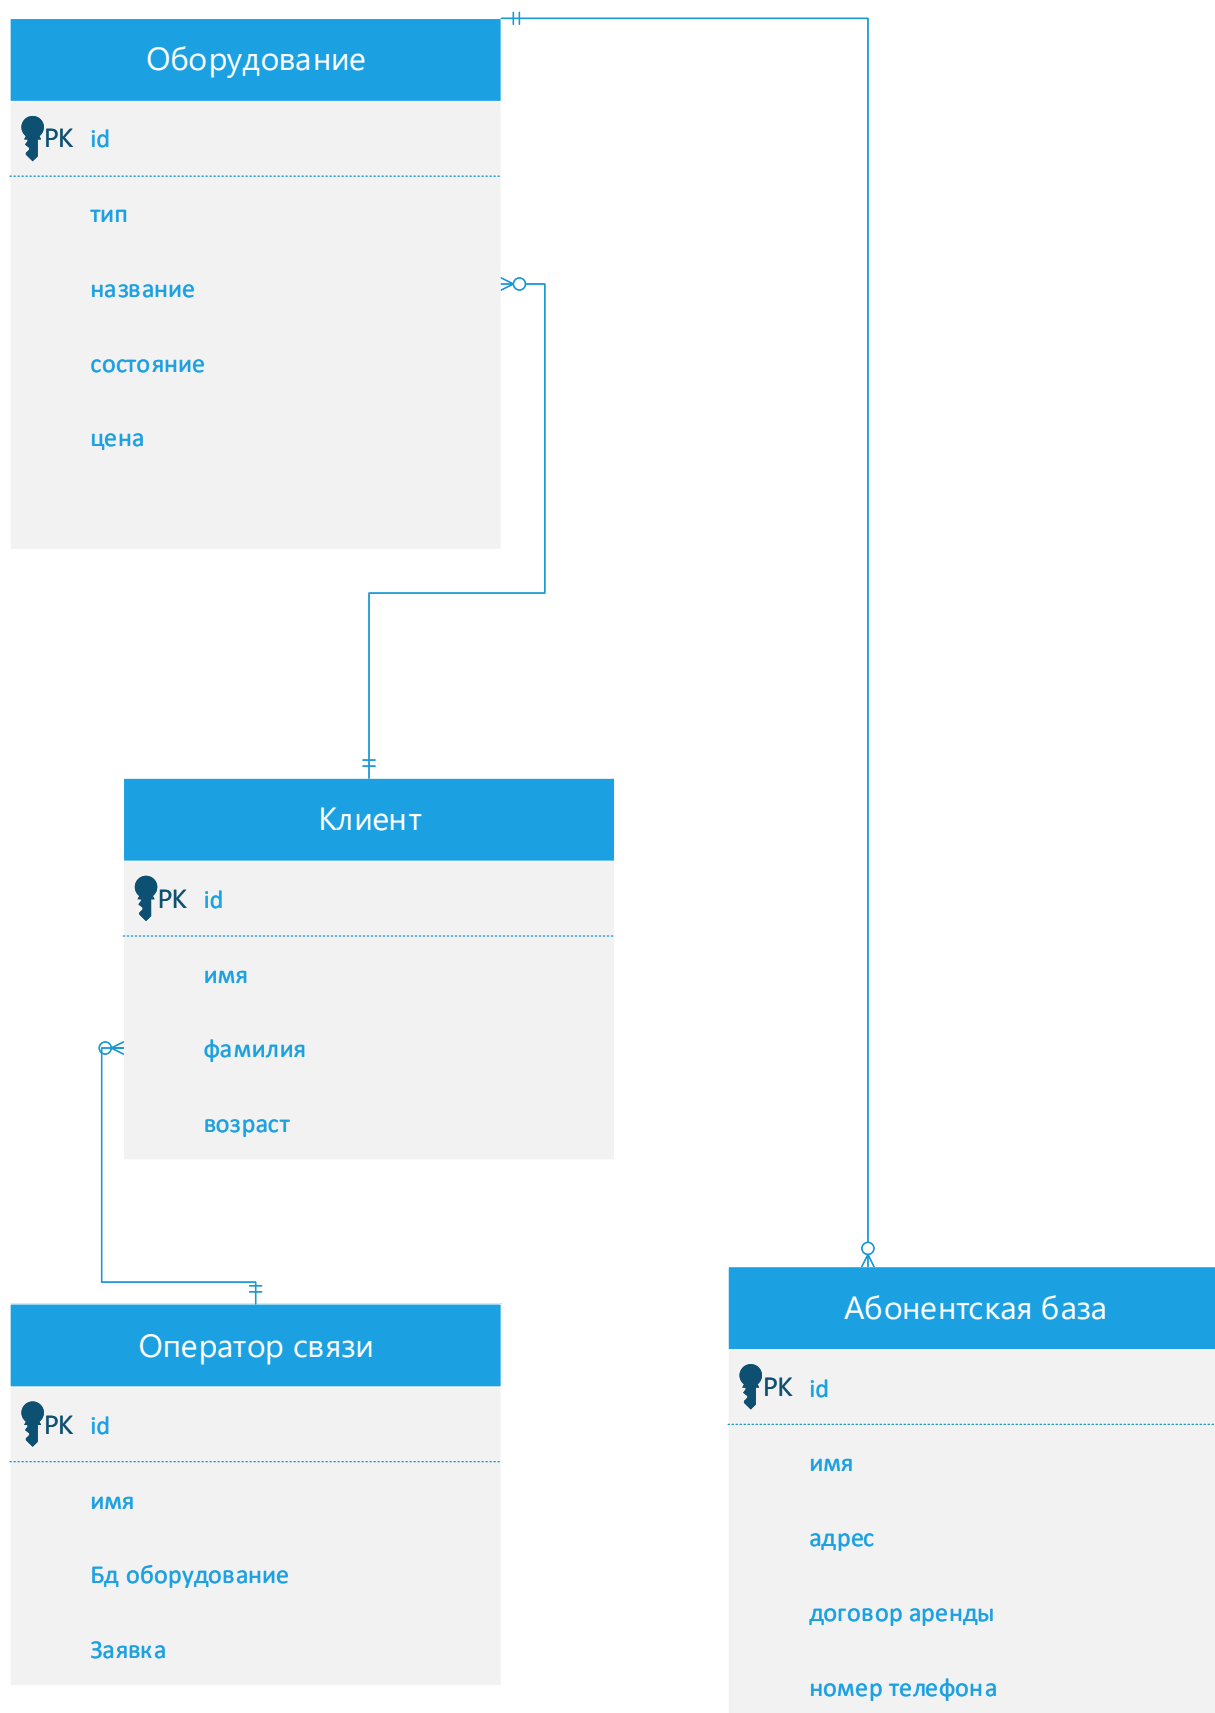 Оборудование
PK id
тип
название
состояние
цена
Клиент
PK id
имя
фамилия
возраст
Оператор связи
PK id
имя
Бд оборудование
Заявка
Абонентская база
PK id
имя
адрес
договор аренды
номер телефона